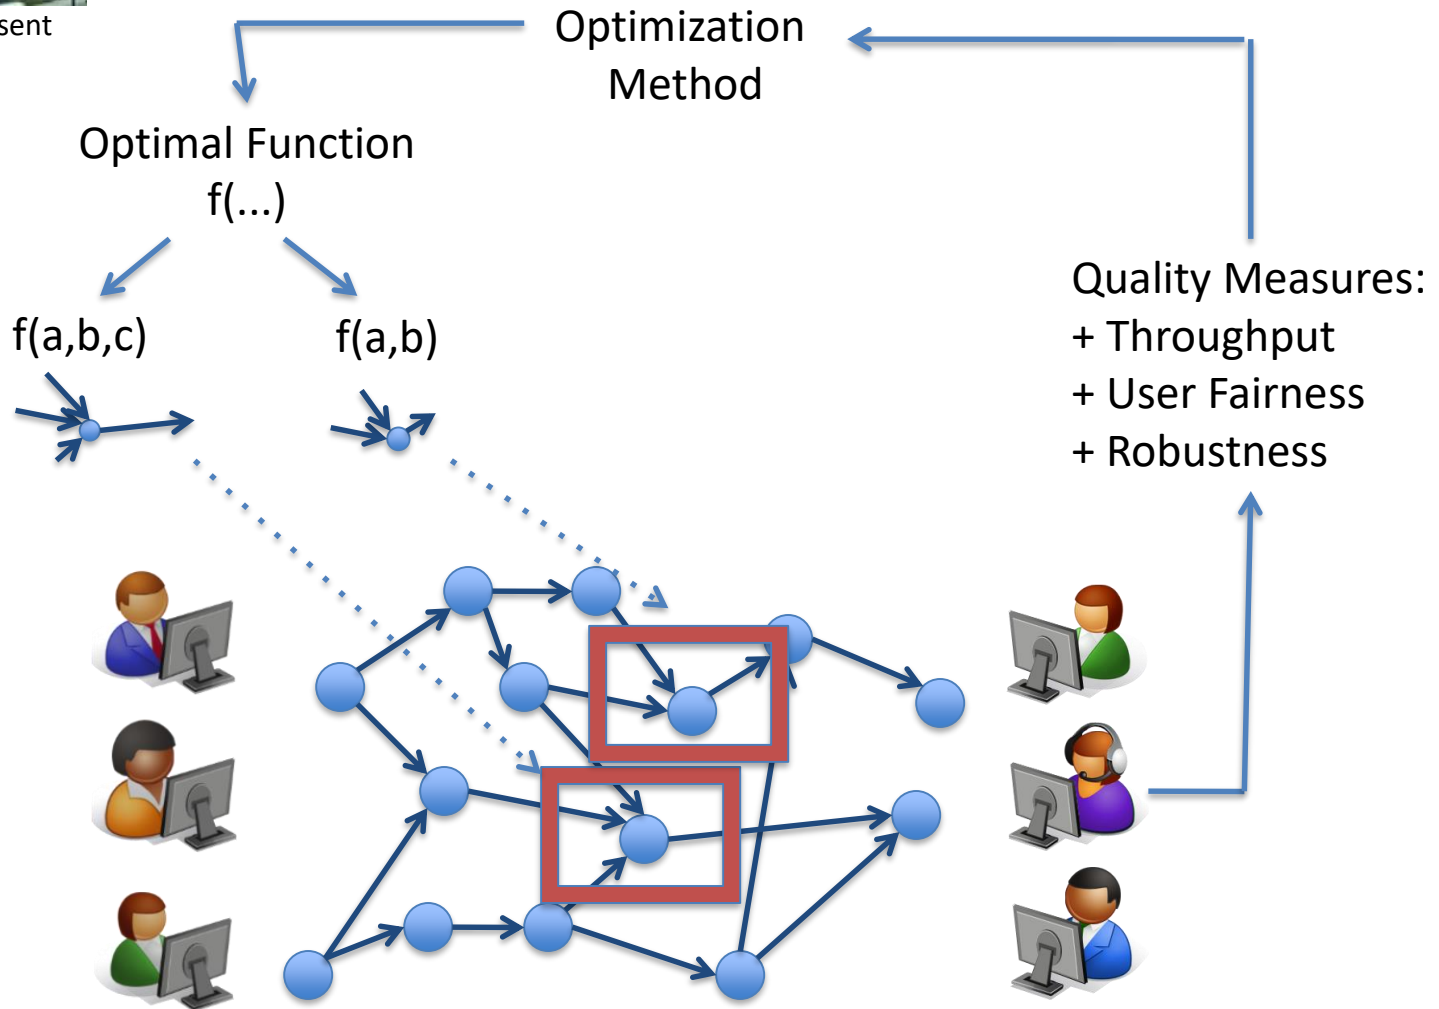 sent
Optimization
Method
Optimal Function
f(...)
f(a,b,c)
f(a,b)
Quality Measures:
+ Throughput
+ User Fairness
+ Robustness